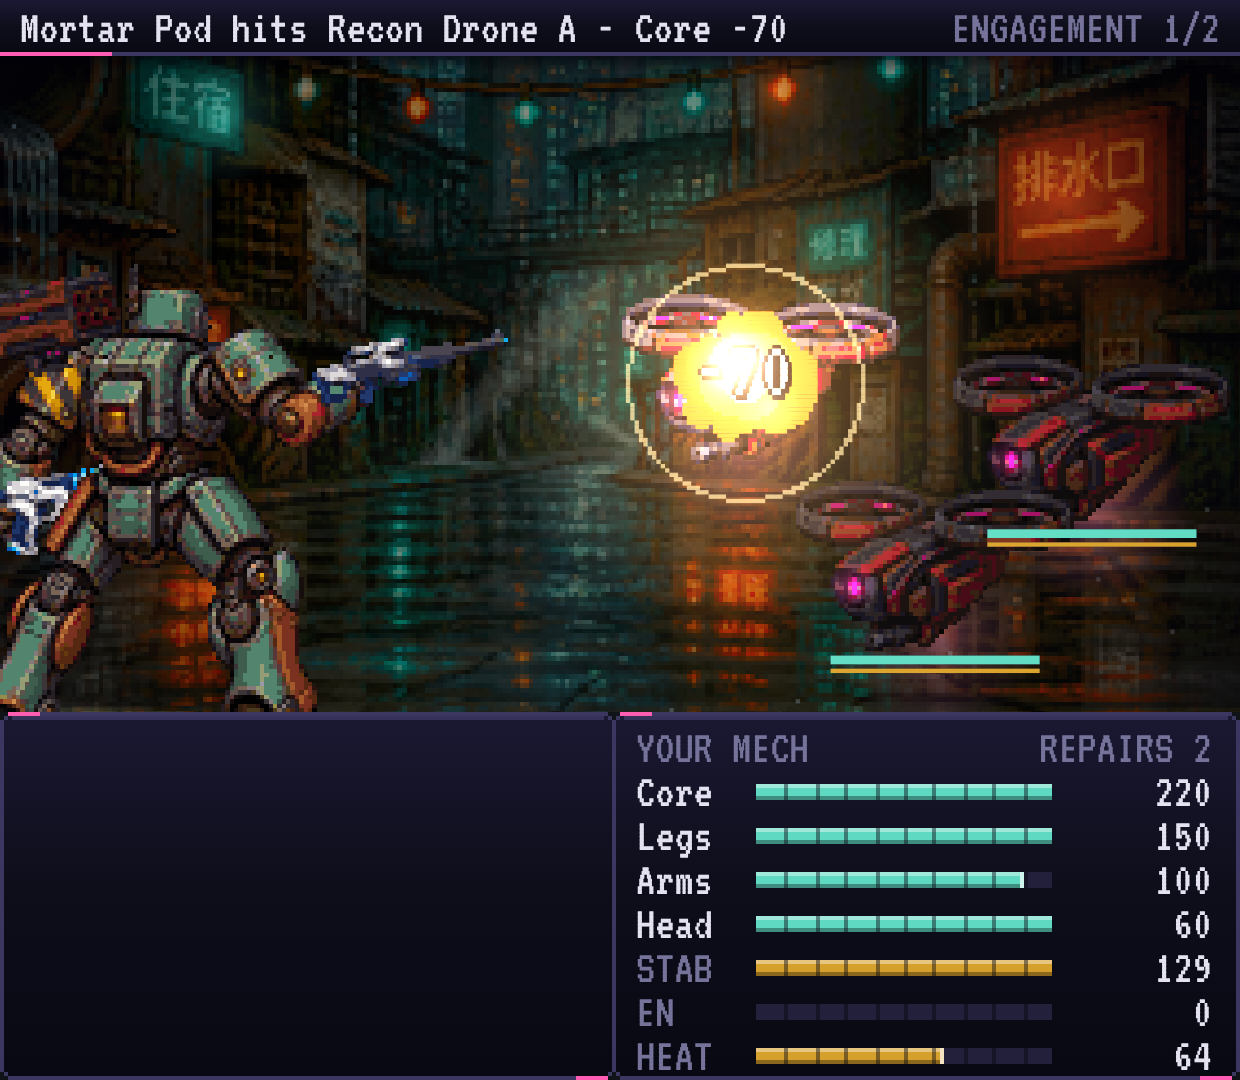 Mortar Pod hits Recon Drone A - Core -70
ENGAGEMENT 1/2
住宿
排水口
-70
YOUR MECH
REPAIRS 2
Core 220
Legs 150
Arms 100
Head 60
STAB 129
EN 0
HEAT 64